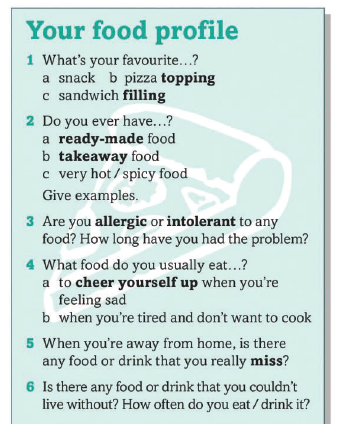 Your food profile
1 What's your favourite...?
a snack b pizza topping
c sandwich filling
2 Do you ever have...?
a ready-made food
b takeaway food
c very hot / spicy food
Give examples.
3 Are you allergic or intolerant to any
food? How long have you had the problem?
4 What food do you usually eat...?
a to cheer yourself up when you're
feeling sad
b when you're tired and don't want to cook
5 When you're away from home, is there
any food or drink that you really miss?
6 Is there any food or drink that you couldn't
live without? How often do you eat / drink it?